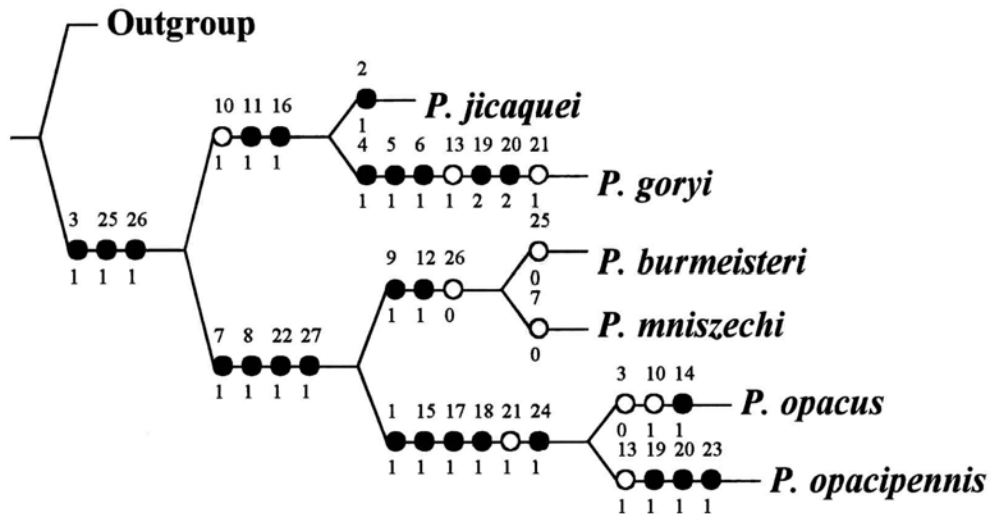 Outgroup
2
10 11 16
P. jicaquei
1
4 5 6 13 19 20 21
1 1 1
P. goryi
1 1 1 1 2 2 1
3 25 26
25
9 12 26
P. burmeisteri
0
1 1 1
7
1 1 0
P. mniszechi
7 8 22 27
0
3 10 14
1 1 1 1
P. opacus
1 15 17 18 21 24
0 1 1
13 19 20 23
1 1 1 1 1 1
P. opacipennis
1 1 1 1